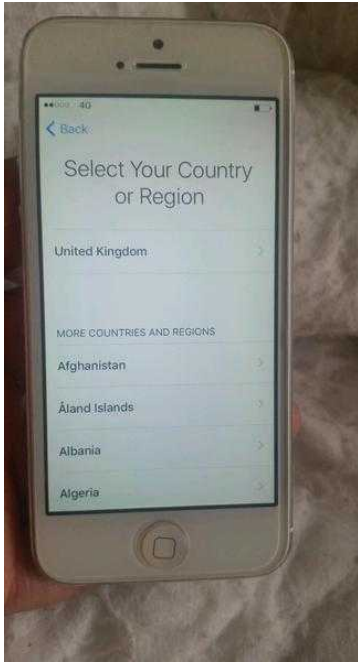 4G
Back
Select Your Country
or Region
United Kingdom
MORE COUNTRIES AND REGIONS
Afghanistan
Åland Islands
Albania
Algeria